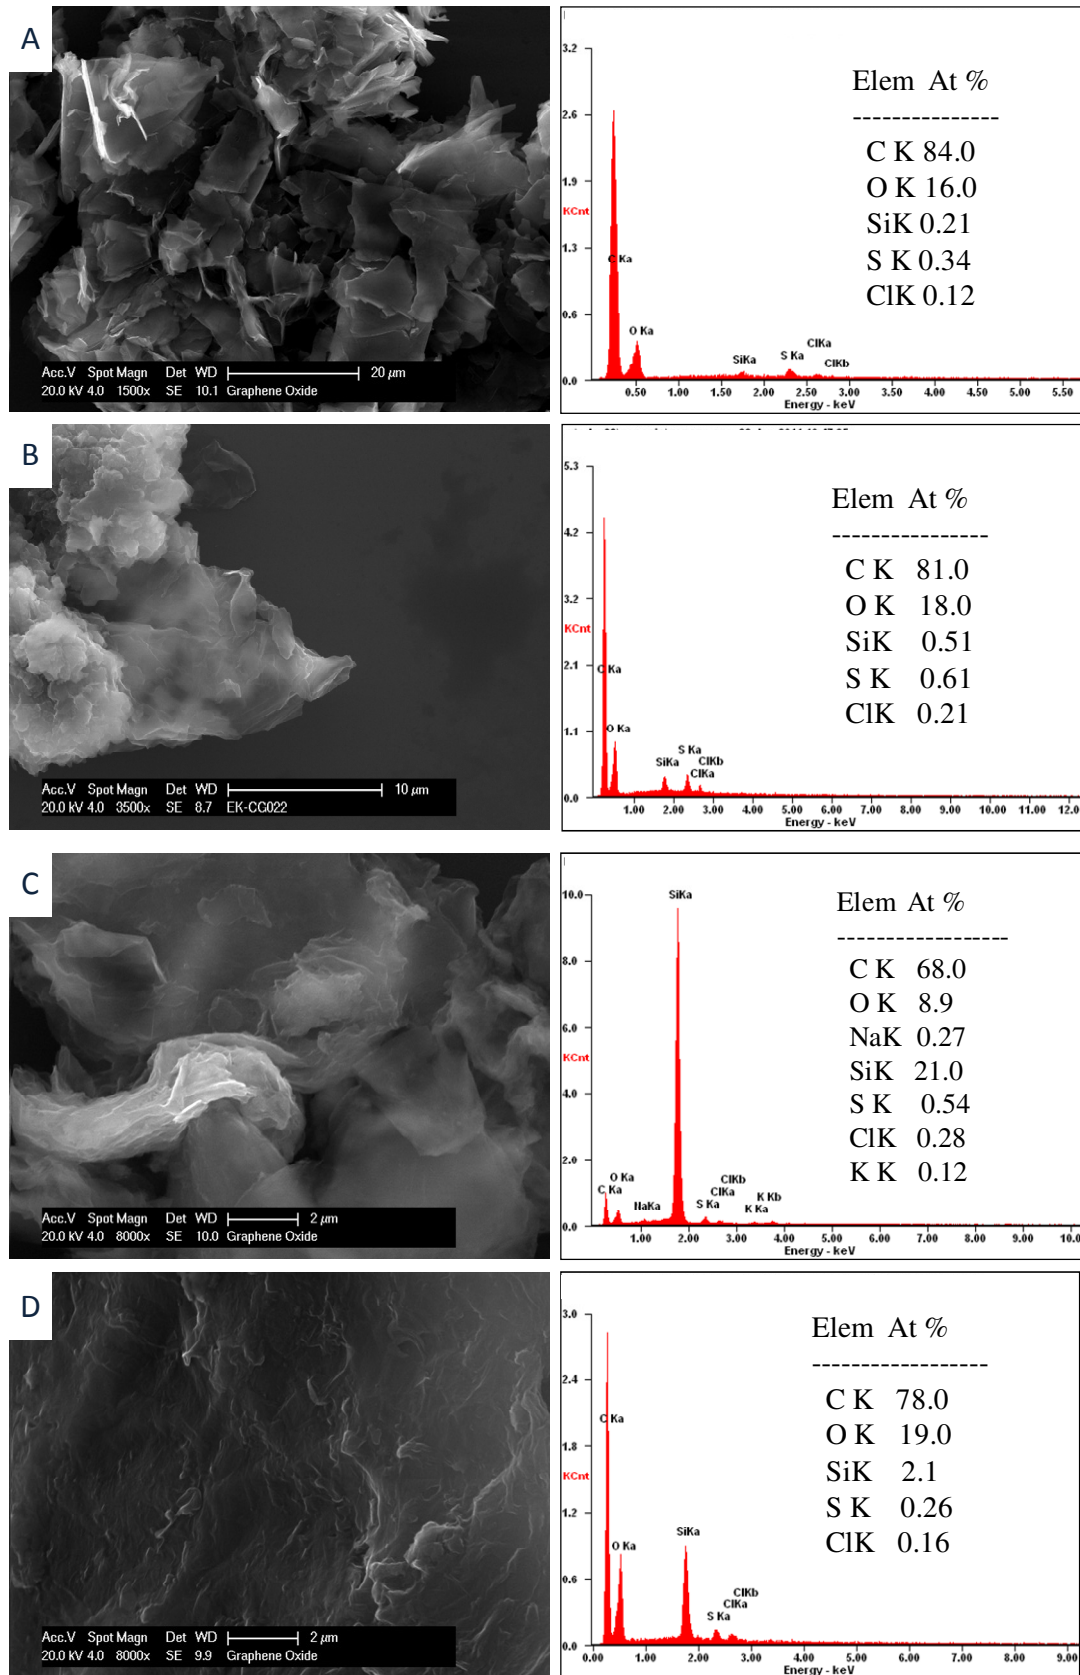 A
Acc.V Spot Magn Det WD 20 µm
20.0 kV 4.0 1500x SE 10.1 Graphene Oxide
3.2
2.6
1.9
KCnt
1.3
0.6
0.0
C Ka
O Ka
SiKa
S Ka
ClKa
ClKb
0.50 1.00 1.50 2.00 2.50 3.00 3.50 4.00 4.50 5.00 5.50
Energy - keV
Elem At %
---------------
C K 84.0
O K 16.0
SiK 0.21
S K 0.34
ClK 0.12
B
Acc.V Spot Magn Det WD 10 µm
20.0 kV 4.0 3500x SE 8.7 EK-CG022
5.3
4.2
3.2
KCnt
2.1
1.1
0.0
C Ka
O Ka
SiKa
S Ka
ClKb
ClKa
1.00 2.00 3.00 4.00 5.00 6.00 7.00 8.00 9.00 10.00 11.00 12.0
Energy - keV
Elem At %
----------------
C K 81.0
O K 18.0
SiK 0.51
S K 0.61
ClK 0.21
C
Acc.V Spot Magn Det WD 2 µm
20.0 kV 4.0 8000x SE 10.0 Graphene Oxide
10.0
8.0
6.0
KCnt
4.0
2.0
0.0
SiKa
O Ka
C Ka
NaKa
S Ka
ClKb
ClKa
K Kb
K Ka
1.00 2.00 3.00 4.00 5.00 6.00 7.00 8.00 9.00 10.0
Energy - keV
Elem At %
------------------
C K 68.0
O K 8.9
NaK 0.27
SiK 21.0
S K 0.54
ClK 0.28
K K 0.12
D
Acc.V Spot Magn Det WD 2 µm
20.0 kV 4.0 8000x SE 9.9 Graphene Oxide
3.0
2.4
1.8
KCnt
1.2
0.6
0.0
C Ka
O Ka
SiKa
ClKb
ClKa
S Ka
0.00 1.00 2.00 3.00 4.00 5.00 6.00 7.00 8.00 9.00
Energy - keV
Elem At %
------------------
C K 78.0
O K 19.0
SiK 2.1
S K 0.26
ClK 0.16